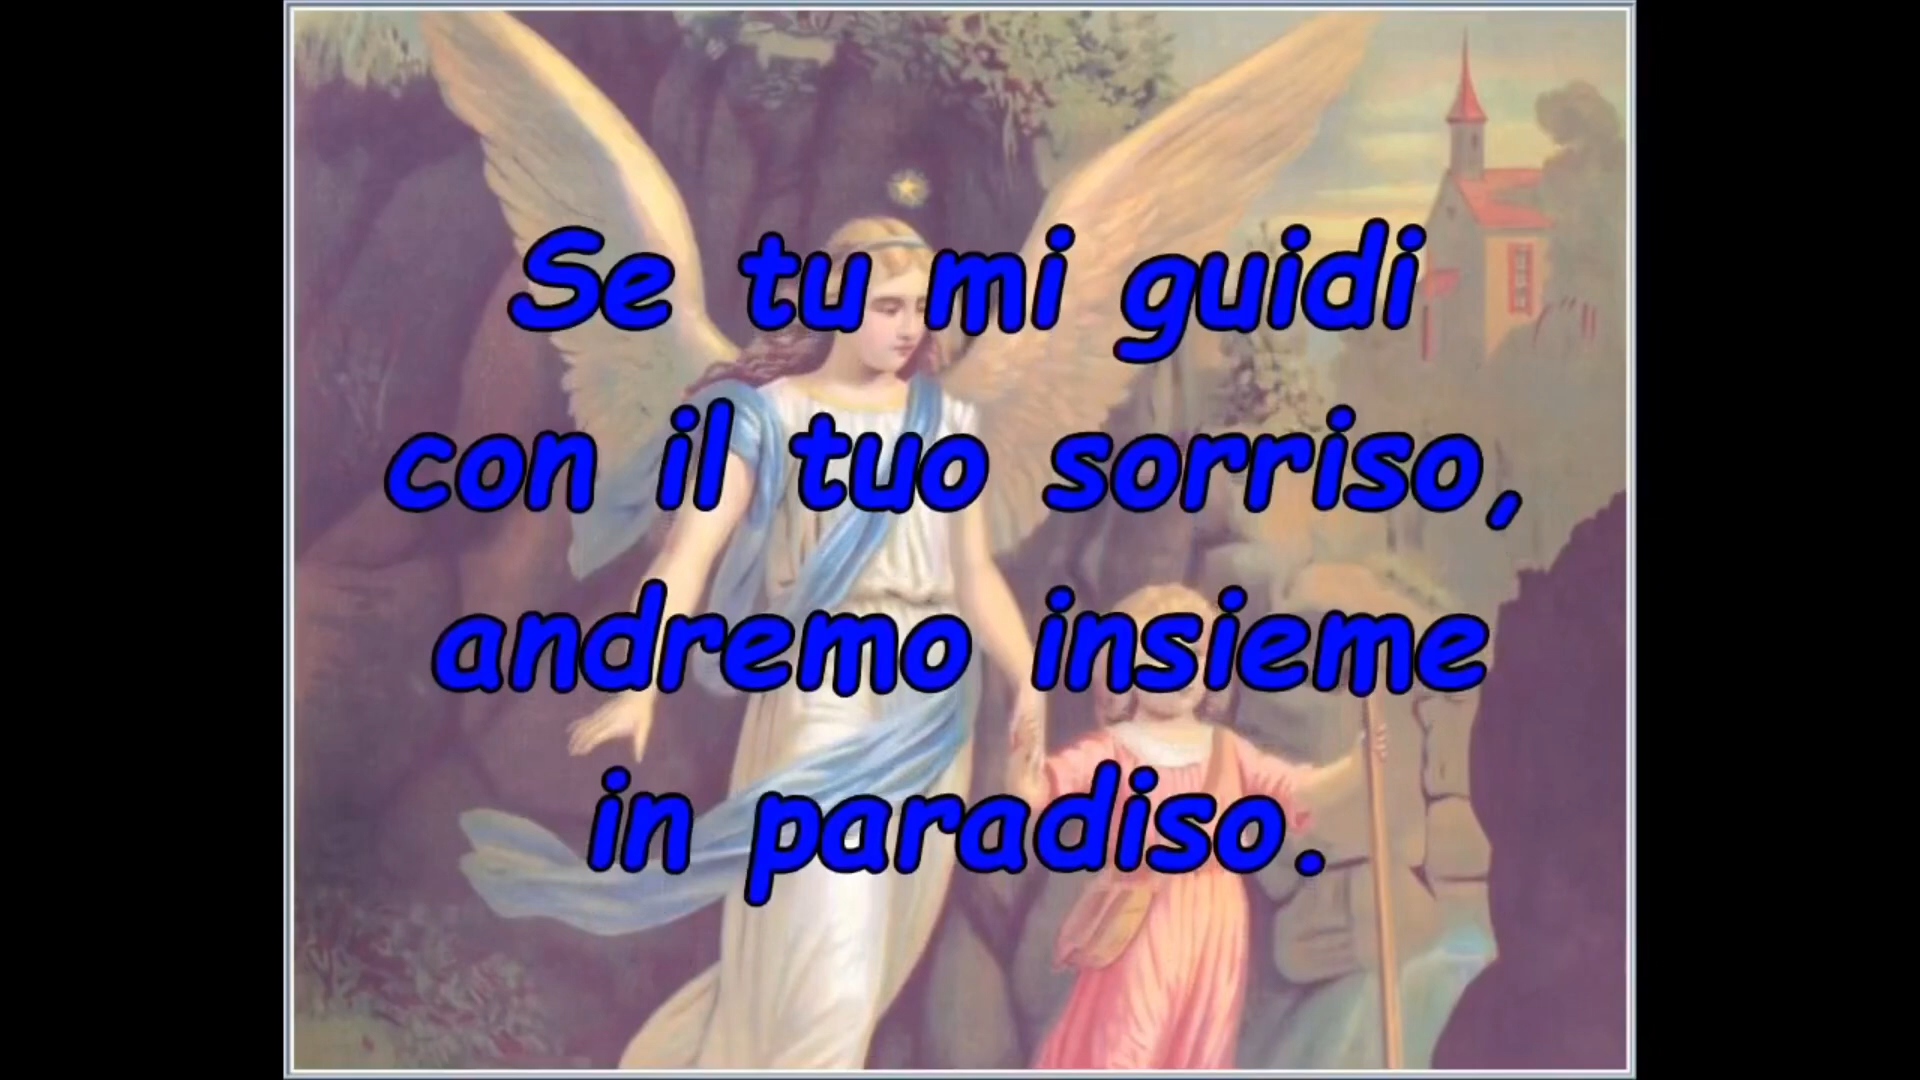 Se tu mi guidi
con il tuo sorriso,
andremo insieme
in paradiso.